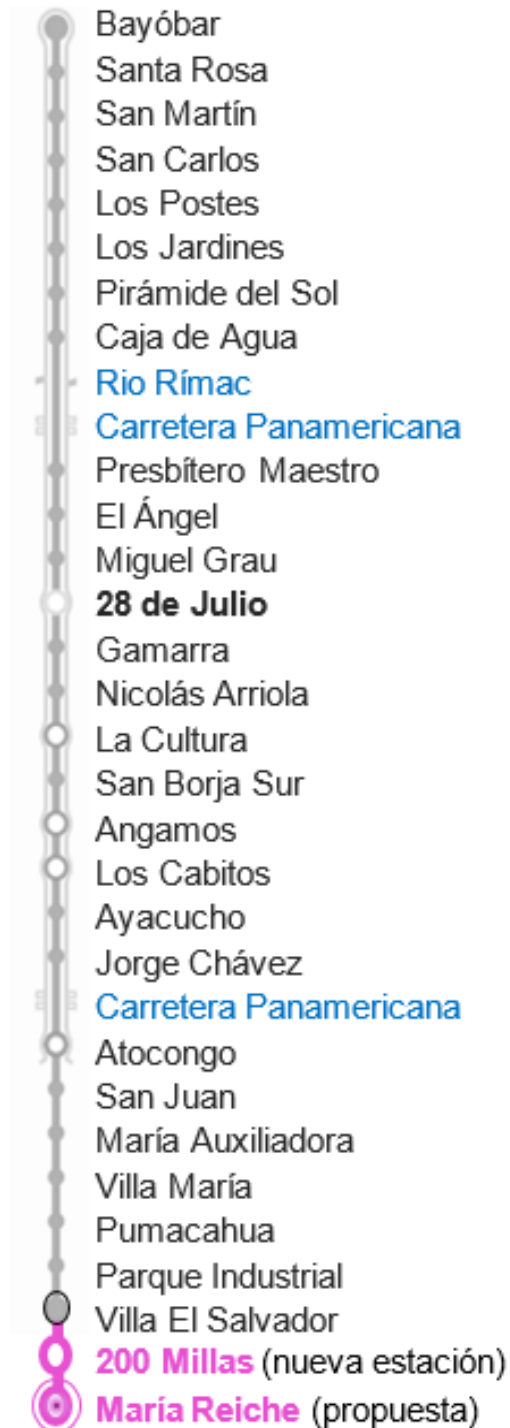 Bayóbar
Santa Rosa
San Martín
San Carlos
Los Postes
Los Jardines
Pirámide del Sol
Caja de Agua
Rio Rímac
Carretera Panamericana
Presbítero Maestro
El Ángel
Miguel Grau
28 de Julio
Gamarra
Nicolás Arriola
La Cultura
San Borja Sur
Angamos
Los Cabitos
Ayacucho
Jorge Chávez
Carretera Panamericana
Atocongo
San Juan
María Auxiliadora
Villa María
Pumacahua
Parque Industrial
Villa El Salvador
200 Millas (nueva estación)
María Reiche (propuesta)